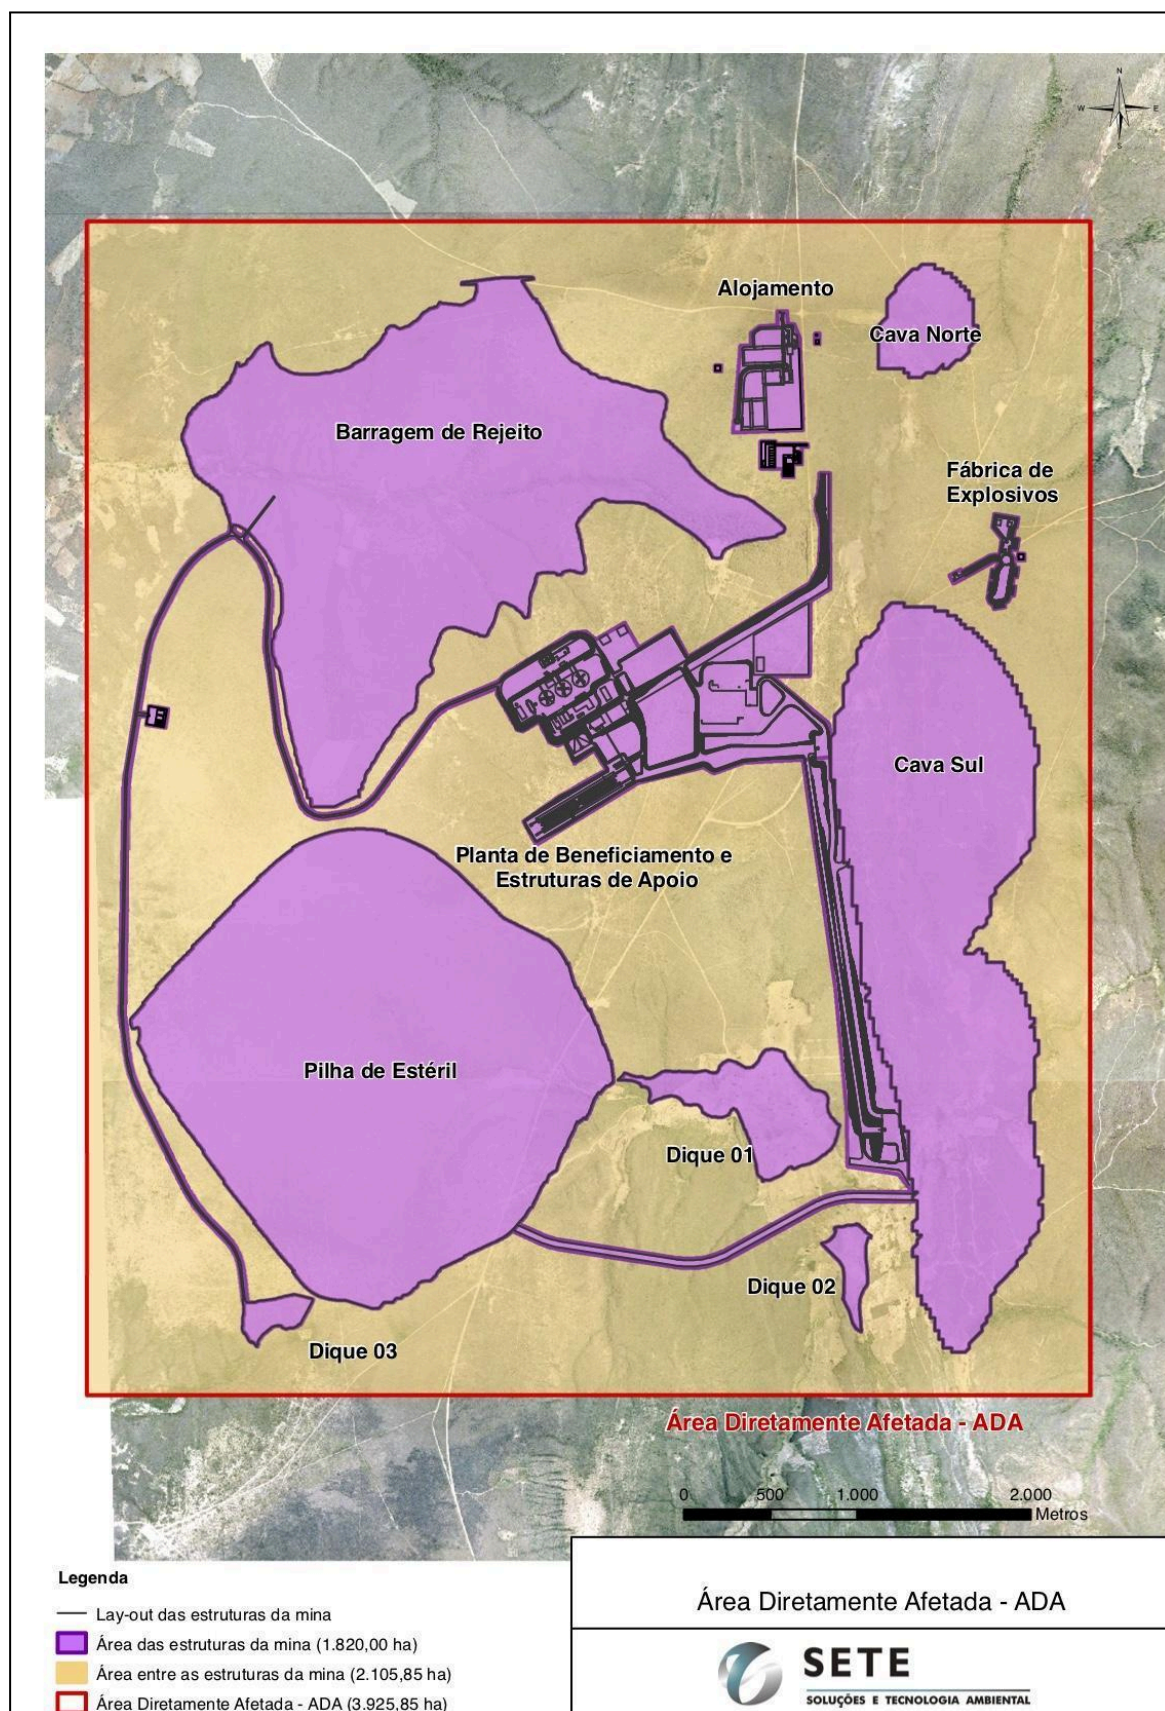 N
W
E
S
Alojamento
Cava Norte
Barragem de Rejeito
Fábrica de
Explosivos
Cava Sul
Planta de Beneficiamento e
Estruturas de Apoio
Pilha de Estéril
Dique 01
Dique 02
Dique 03
Área Diretamente Afetada - ADA
0 500 1.000 2.000
Metros
Legenda
Lay-out das estruturas da mina
Área das estruturas da mina (1.820,00 ha)
Área entre as estruturas da mina (2.105,85 ha)
Área Diretamente Afetada - ADA (3.925,85 ha)
Área Diretamente Afetada - ADA
SETE
SOLUÇÕES E TECNOLOGIA AMBIENTAL